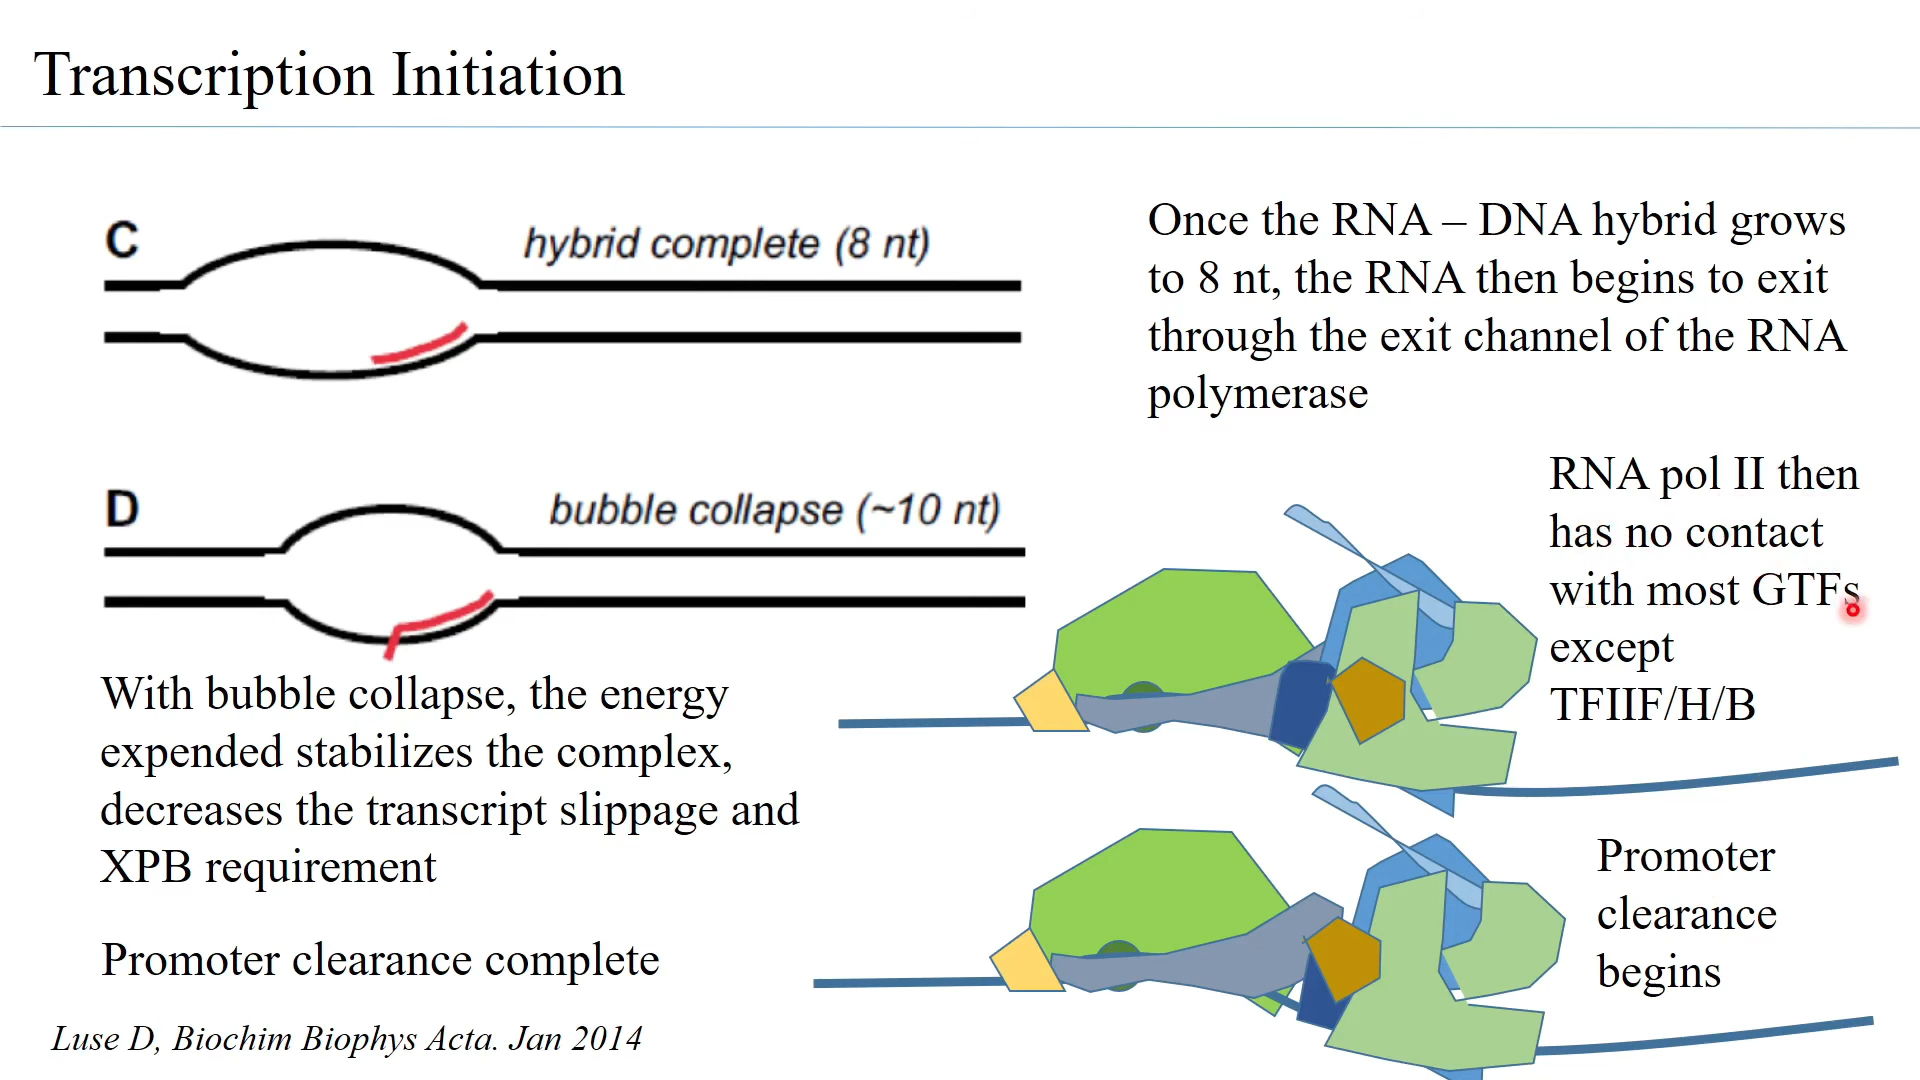 Transcription Initiation
C
hybrid complete (8 nt)
Once the RNA – DNA hybrid grows
to 8 nt, the RNA then begins to exit
through the exit channel of the RNA
polymerase
D
bubble collapse (~10 nt)
RNA pol II then
has no contact
with most GTFs
except
TFIIF/H/B
With bubble collapse, the energy
expended stabilizes the complex,
decreases the transcript slippage and
XPB requirement
Promoter
clearance
begins
Promoter clearance complete
Luse D, Biochim Biophys Acta. Jan 2014